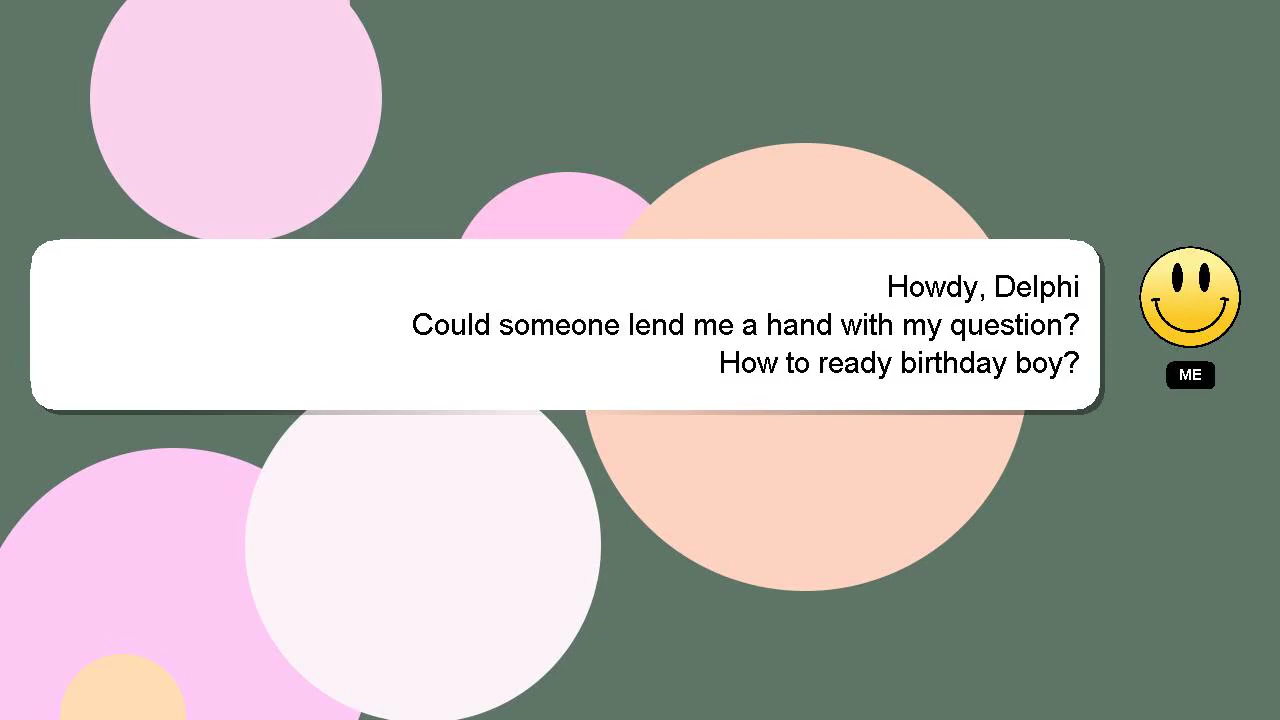 Howdy, Delphi
Could someone lend me a hand with my question?
How to ready birthday boy?
ME